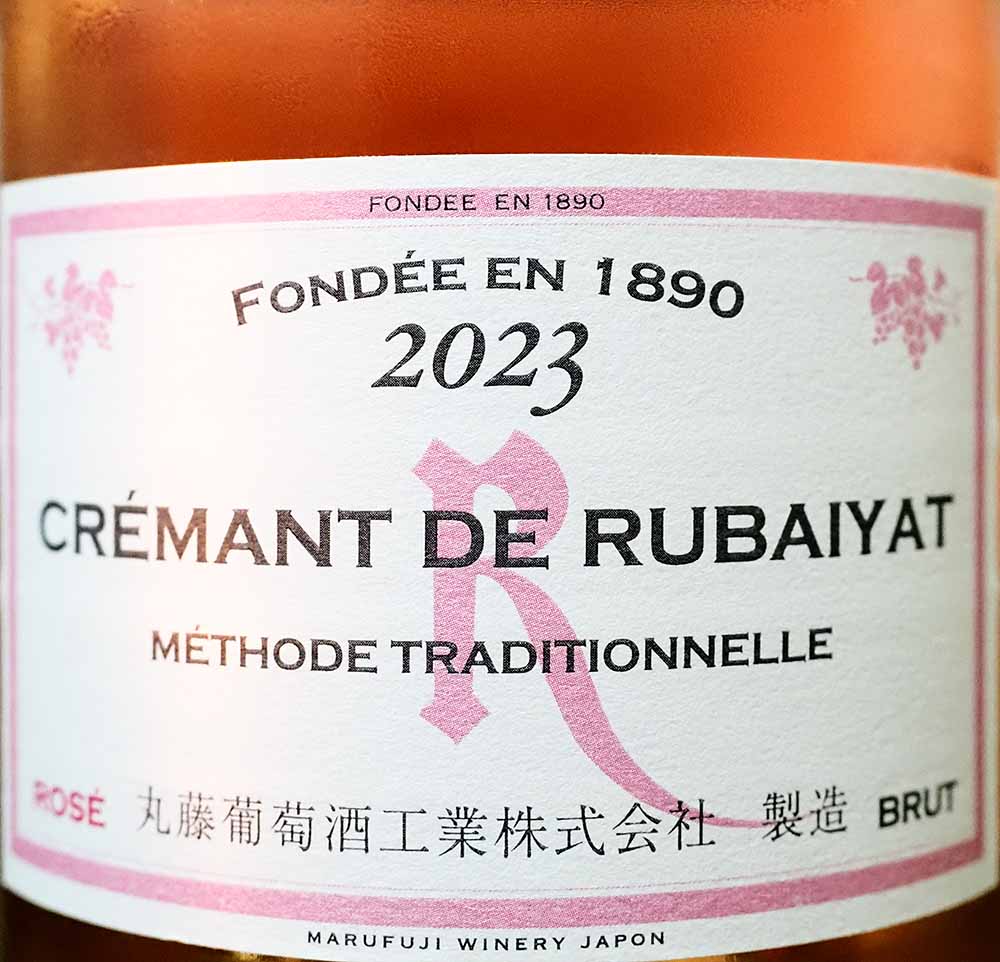 FONDEE EN 1890
FONDÉE EN 1890
2023
R
CRÉMANT DE RUBAIYAT
MÉTHODE TRADITIONNELLE
ROSÉ 丸藤葡萄酒工業株式会社 製造 BRUT
MARUFUJI WINERY JAPON